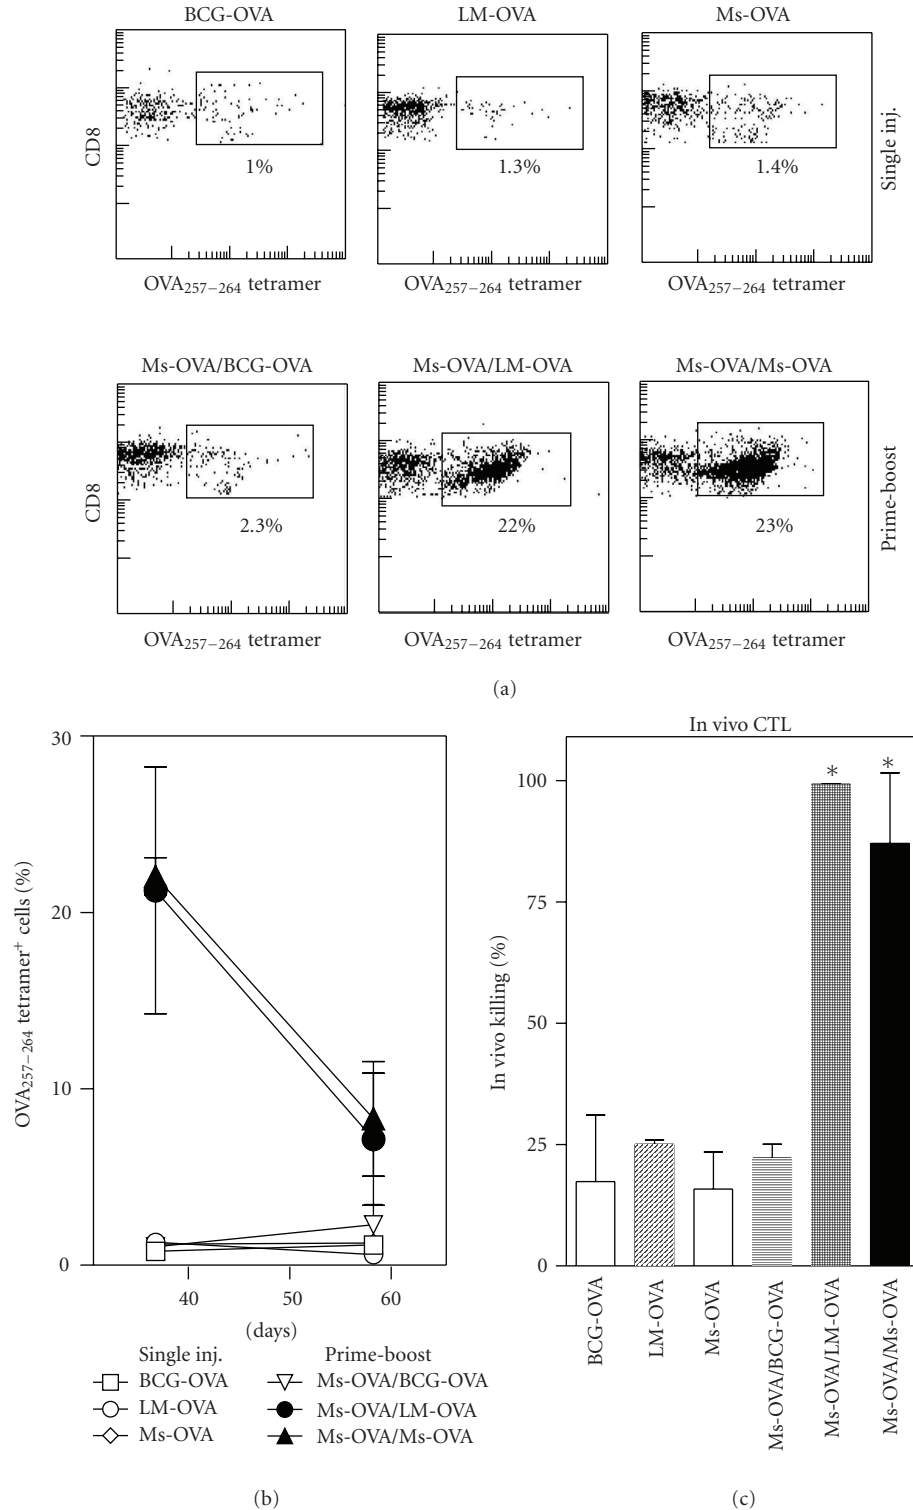 BCG-OVA LM-OVA Ms-OVA
CD8
1% 1.3% 1.4%
Single inj.
OVA257−264 tetramer OVA257−264 tetramer OVA257−264 tetramer
Ms-OVA/BCG-OVA Ms-OVA/LM-OVA Ms-OVA/Ms-OVA
CD8
2.3% 22% 23%
Prime-boost
OVA257−264 tetramer OVA257−264 tetramer OVA257−264 tetramer
(a)
30
20
10
0
OVA257−264 tetramer+ cells (%)
40 50 60
(days)
Single inj. Prime-boost
BCG-OVA Ms-OVA/BCG-OVA
LM-OVA Ms-OVA/LM-OVA
Ms-OVA Ms-OVA/Ms-OVA
(b)
In vivo CTL
* *
100
75
50
25
0
In vivo killing (%)
BCG-OVA
LM-OVA
Ms-OVA
Ms-OVA/BCG-OVA
Ms-OVA/LM-OVA
Ms-OVA/Ms-OVA
(c)